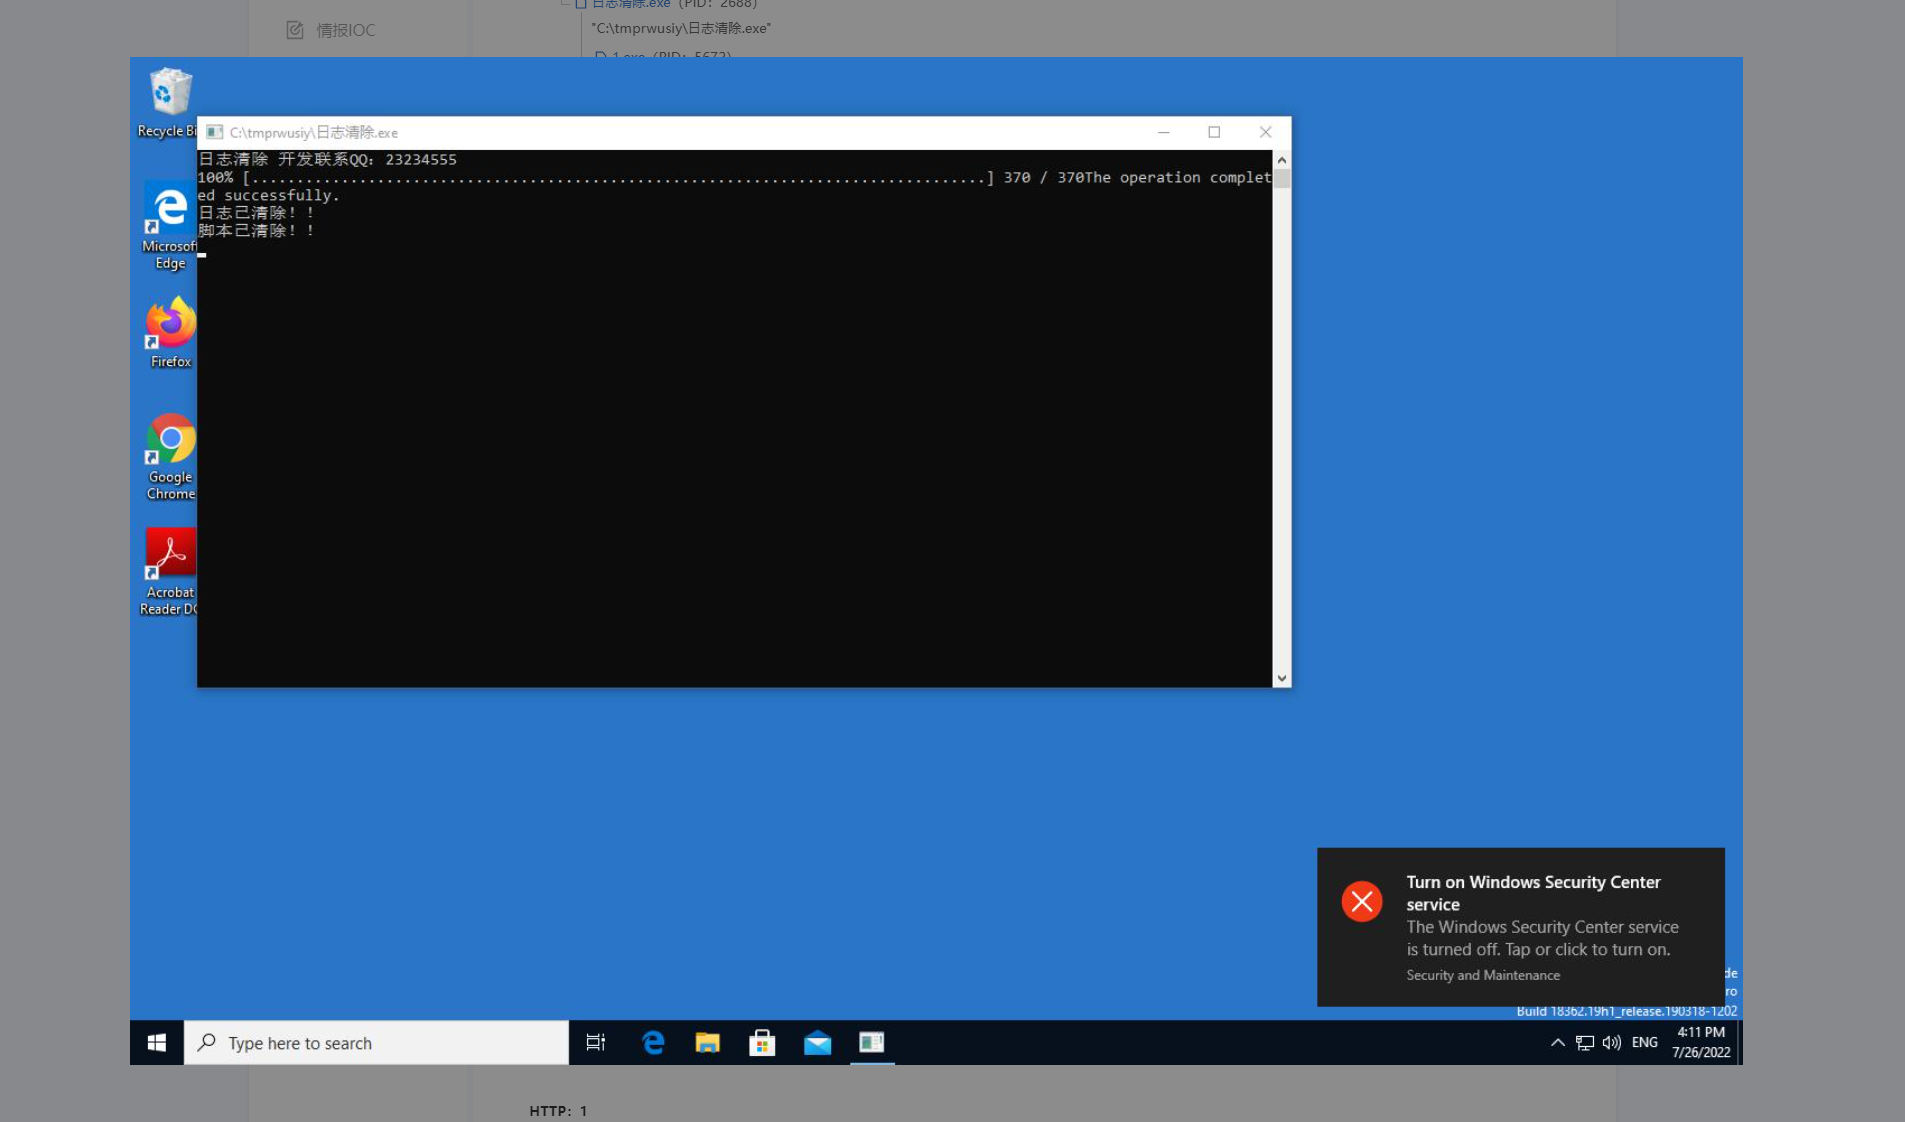 日志清除.exe（PID：2688）
情报IOC
"C:\tmprwusiy\日志清除.exe"
1.exe（PID：5672）
Recycle Bi
C:\tmprwusiy\日志清除.exe
日志清除 开发联系QQ：23234555
100% [..................................................................................] 370 / 370The operation complet
ed successfully.
日志已清除！！
脚本已清除！！
Microsof
Edge
Firefox
Google
Chrome
Acrobat
Reader DC
Turn on Windows Security Center
service
The Windows Security Center service
is turned off. Tap or click to turn on.
Security and Maintenance
de
ro
Build 18362.19h1_release.190318-1202
Type here to search
ENG
4:11 PM
7/26/2022
HTTP：1